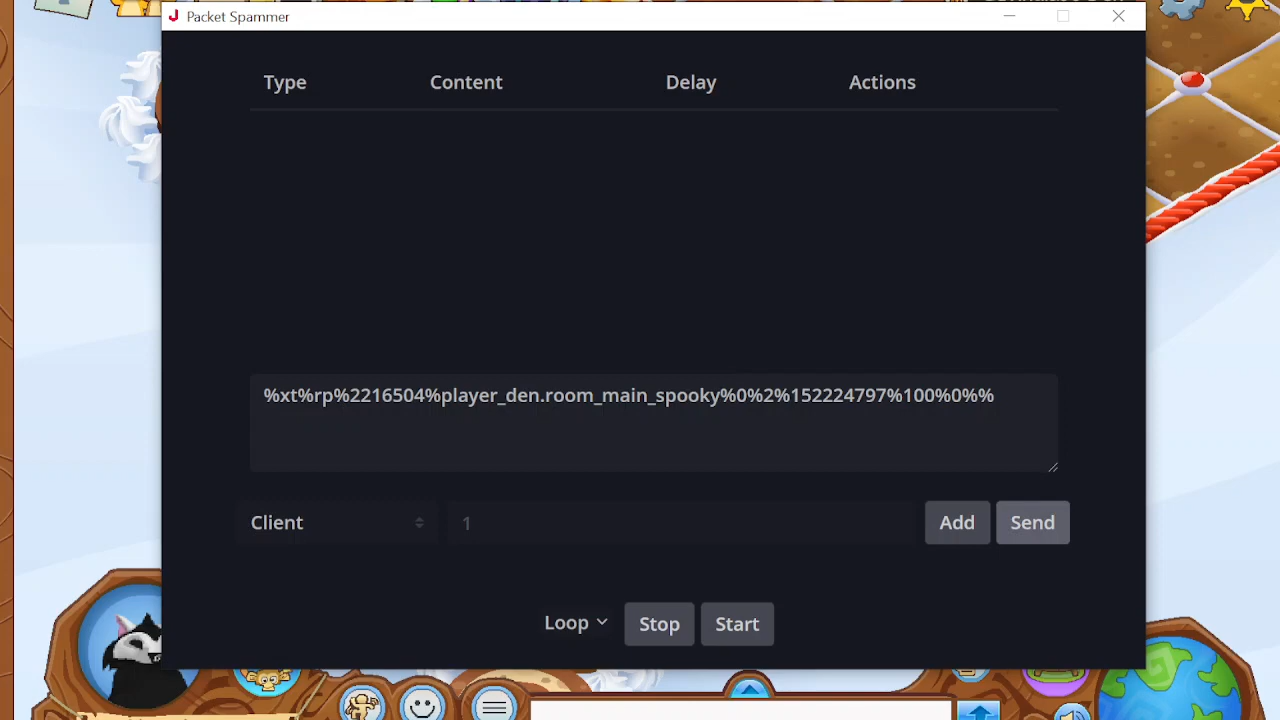 Packet Spammer
Type Content Delay Actions
%xt%rp%2216504%player_den.room_main_spooky%0%2%152224797%100%0%%
Client 1 Add Send
Loop Stop Start